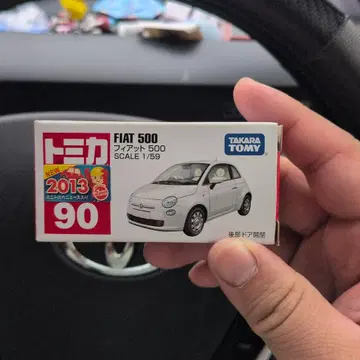 トミカ
2013
90
FIAT 500
フィアット 500
SCALE 1/59
TAKARA
TOMY
後部ドア開閉